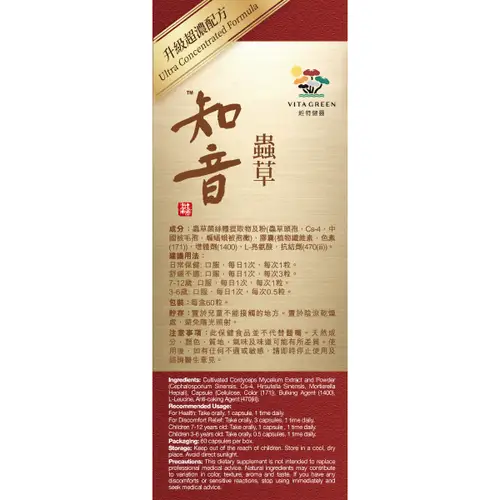 升級超濃配方
Ultra Concentrated Formula
VITA GREEN
維特健靈
TM
知音
蟲草
成分：蟲草菌絲體提取物及粉(蟲草頭孢、Cs-4、中
國被毛孢、蝙蝠蛾被孢黴)、膠囊(植物纖維素、色素
(171))、增體劑(1400)、L-亮氨酸、抗結劑(470(iii))。
建議用法：
日常保健: 口服，每日1次，每次1粒。
舒緩不適: 口服，每日1次，每次3粒。
7-12歲: 口服，每日1次，每次1粒；
3-6歲: 口服，每日1次，每次0.5粒。
包裝：每盒60粒。
貯存：置於兒童不能接觸的地方。置於陰涼乾燥
處，避免陽光照射。
注意事項：此保健食品並不代替醫囑。天然成
分，顏色、質地、氣味及味道可能有所差異。使
用後，如有任何不適或敏感，請即時停止使用及
諮詢醫生意見。
Ingredients: Cultivated Cordyceps Mycelium Extract and Powder
(Cephalosporium Sinensis, Cs-4, Hirsutella Sinensis, Mortierella
Hepiali), Capsule (Cellulose, Color (171)), Bulking Agent (1400),
L-Leucine, Anti-caking Agent (470(iii)).
Recommended Usage:
For Health: Take orally, 1 capsule, 1 time daily.
For Discomfort Relief: Take orally, 3 capsules, 1 time daily.
Children 7-12 years old: Take orally, 1 capsule, 1 time daily.
Children 3-6 years old: Take orally, 0.5 capsules, 1 time daily.
Packaging: 60 capsules per box.
Storage: Keep out of the reach of children. Store in a cool, dry
place. Avoid direct sunlight.
Precautions: This dietary supplement is not intended to replace
professional medical advice. Natural ingredients may contribute
to variation in color, texture, aroma and taste. If you have any
discomforts or sensitive reactions, stop using immediately and
seek medical advice.